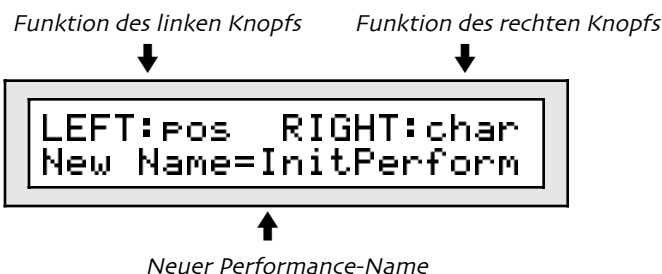 Funktion des linken Knopfs Funktion des rechten Knopfs
LEFT:pos RIGHT:char
New Name=InitPerform
Neuer Performance-Name